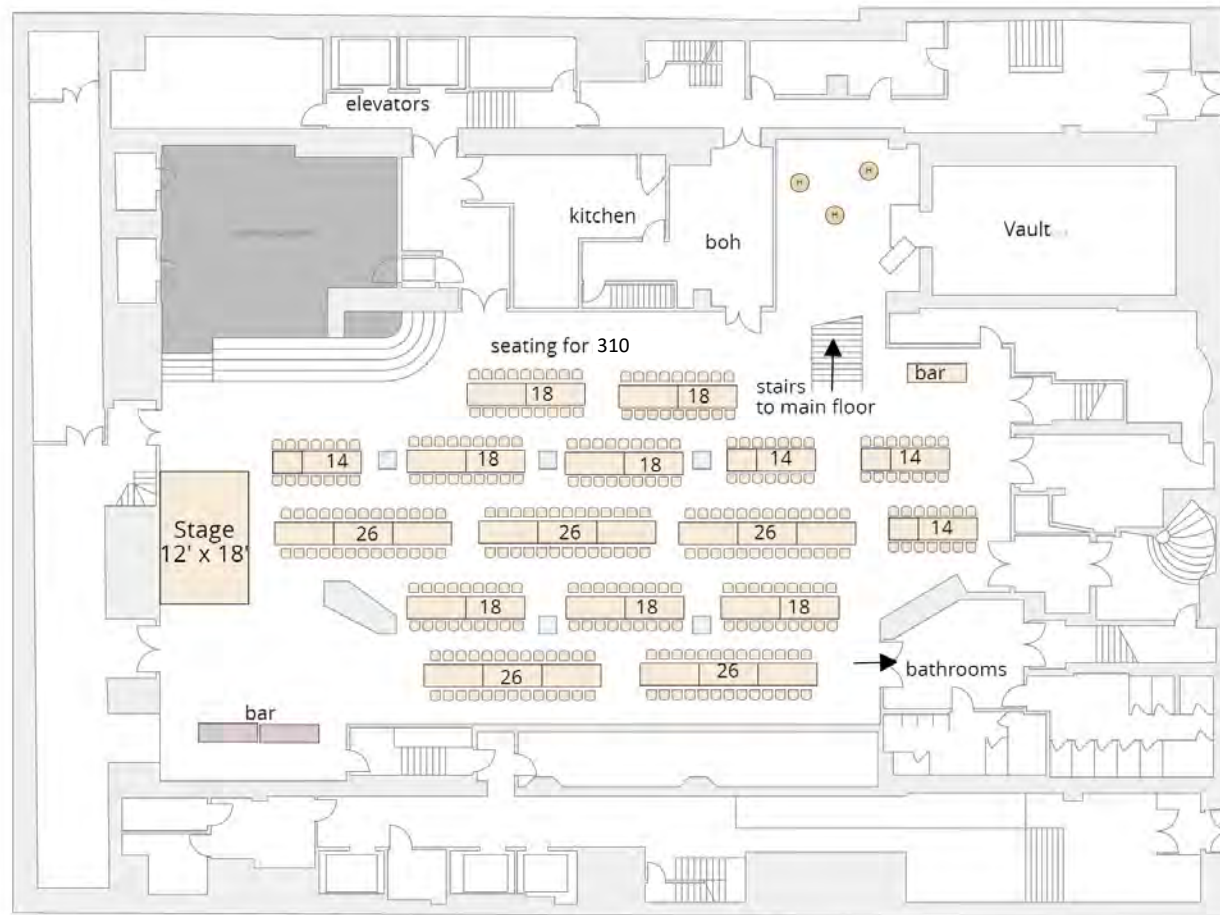 elevators
kitchen
boh
H
H
H
Vault
seating for 310
stairs
to main floor
bar
18
18
14
18
18
14
14
Stage
12' x 18'
26
26
26
14
18
18
18
26
26
bathrooms
bar